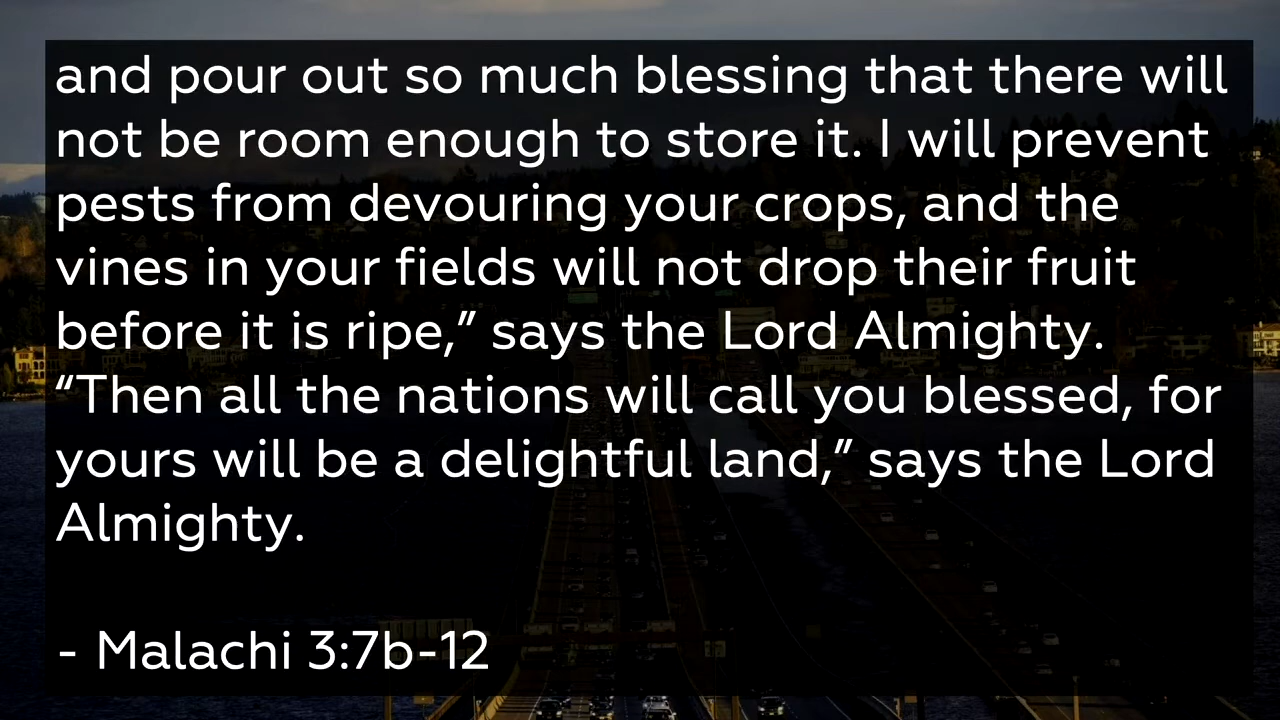 and pour out so much blessing that there will
not be room enough to store it. I will prevent
pests from devouring your crops, and the
vines in your fields will not drop their fruit
before it is ripe,” says the Lord Almighty.
“Then all the nations will call you blessed, for
yours will be a delightful land,” says the Lord
Almighty.
- Malachi 3:7b-12